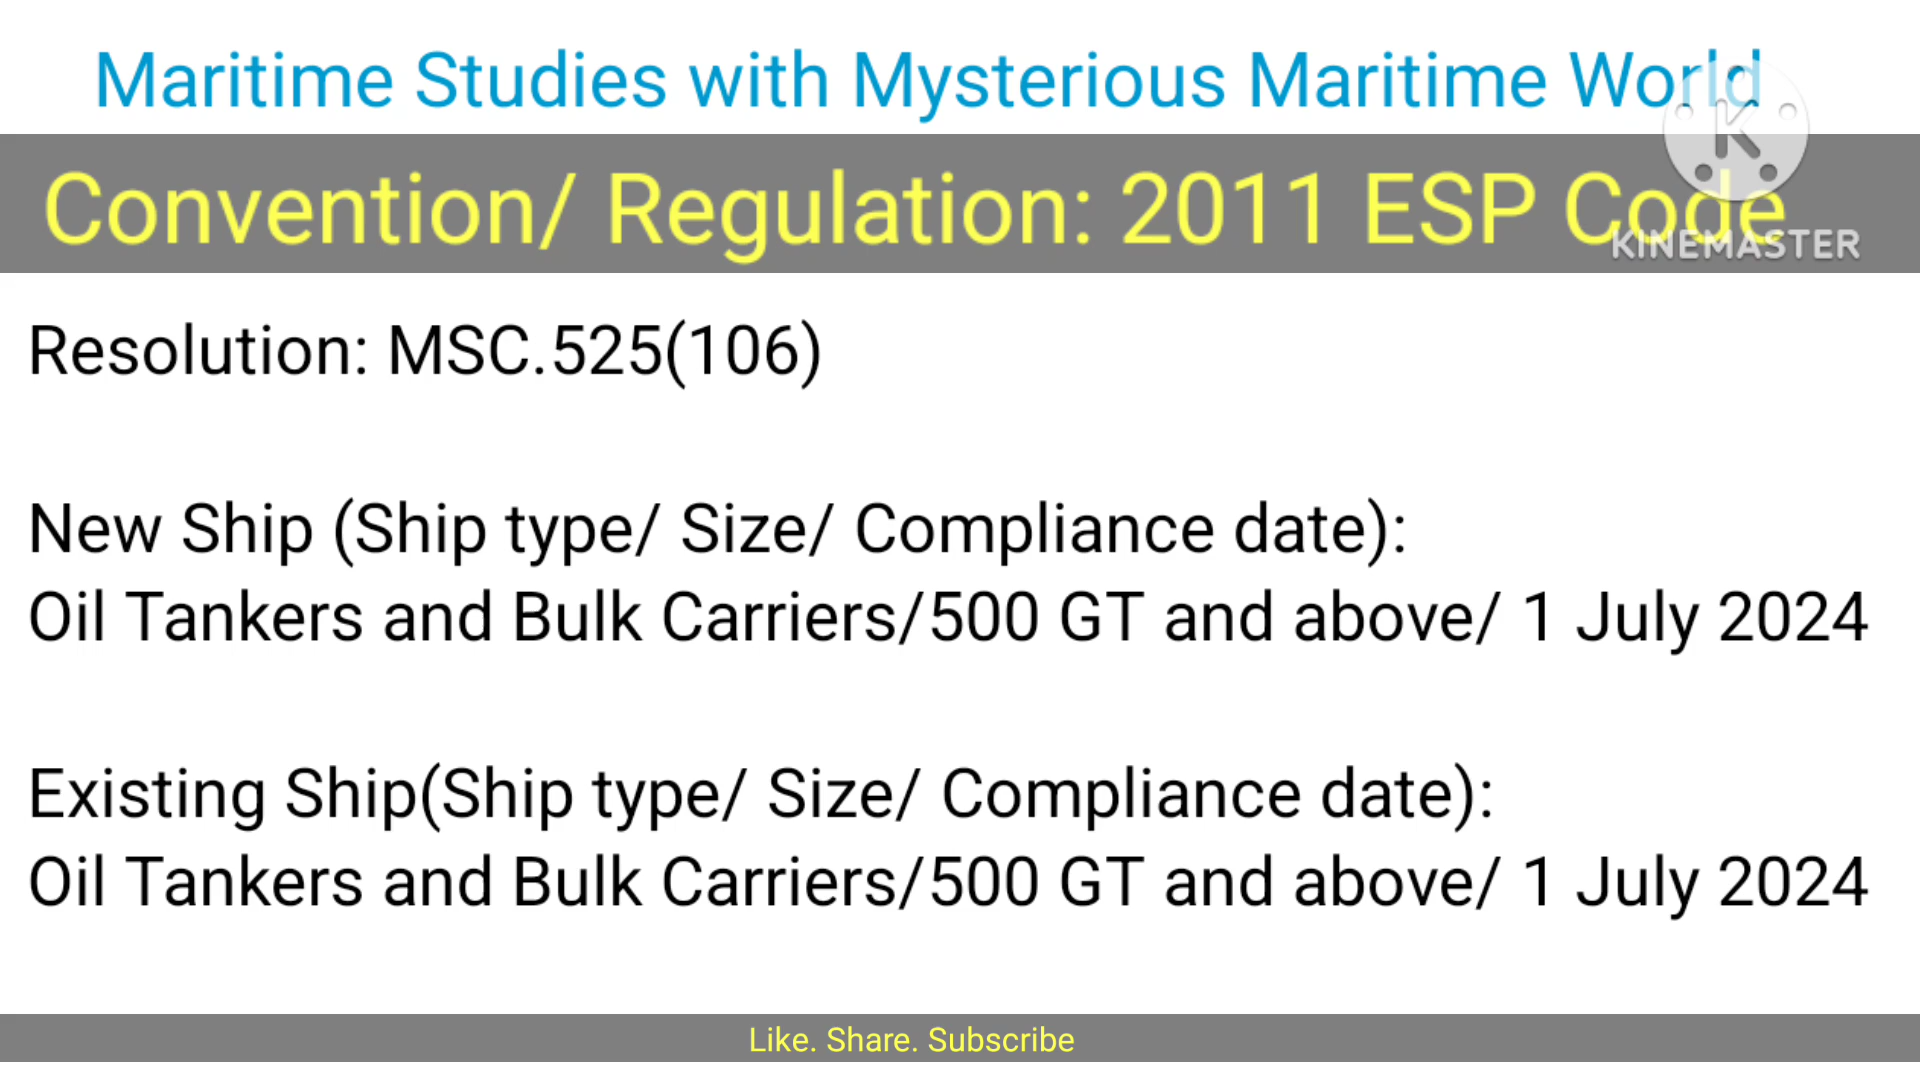 Maritime Studies with Mysterious Maritime World
Convention/ Regulation: 2011 ESP Code
K
KINEMASTER
Resolution: MSC.525(106)
New Ship (Ship type/ Size/ Compliance date):
Oil Tankers and Bulk Carriers/500 GT and above/ 1 July 2024
Existing Ship(Ship type/ Size/ Compliance date):
Oil Tankers and Bulk Carriers/500 GT and above/ 1 July 2024
Like. Share. Subscribe